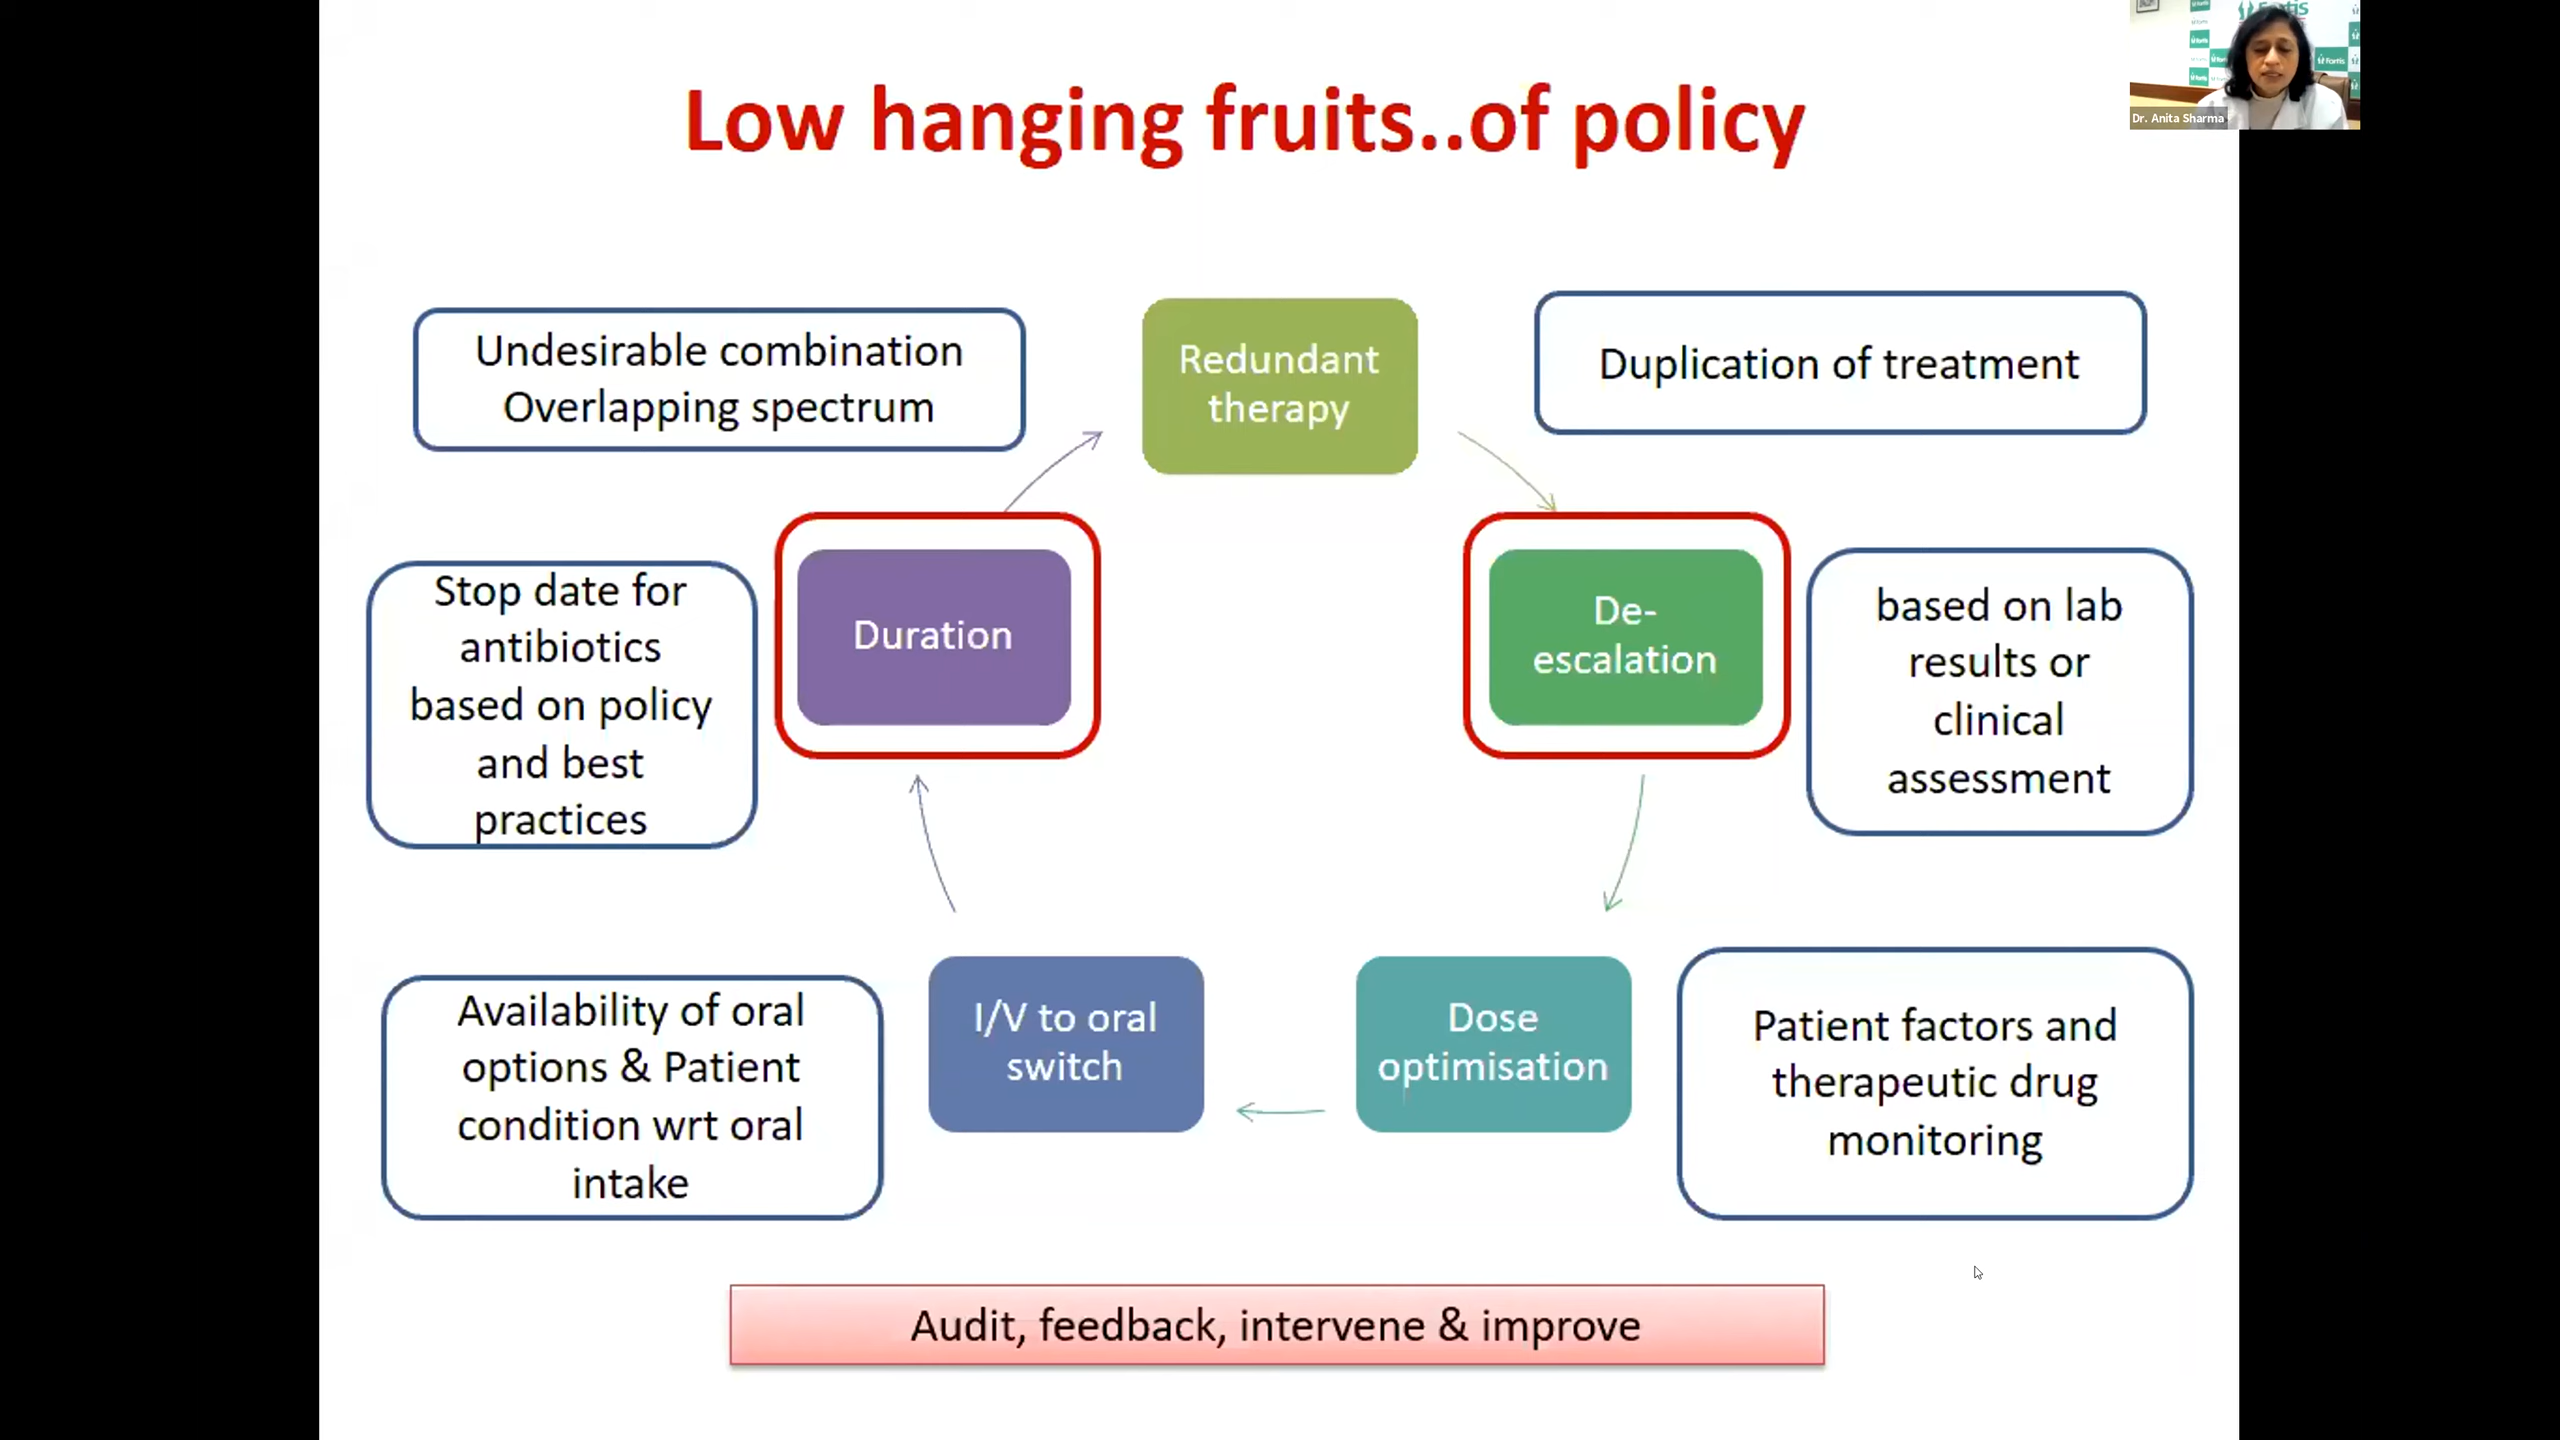 Low hanging fruits..of policy
Fortis
Fortis
Dr. Anita Sharma
Undesirable combination
Overlapping spectrum
Redundant
therapy
Duplication of treatment
Stop date for
antibiotics
based on policy
and best
practices
Duration
De-
escalation
based on lab
results or
clinical
assessment
Availability of oral
options & Patient
condition wrt oral
intake
I/V to oral
switch
Dose
optimisation
Patient factors and
therapeutic drug
monitoring
Audit, feedback, intervene & improve